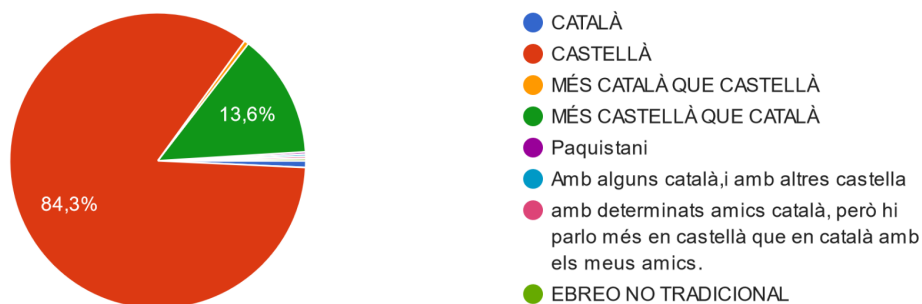 CATALÀ
CASTELLÀ
MÉS CATALÀ QUE CASTELLÀ
MÉS CASTELLÀ QUE CATALÀ
Paquistani
Amb alguns català,i amb altres castella
amb determinats amics català, però hi
parlo més en castellà que en català amb
els meus amics.
EBREO NO TRADICIONAL
13,6%
84,3%